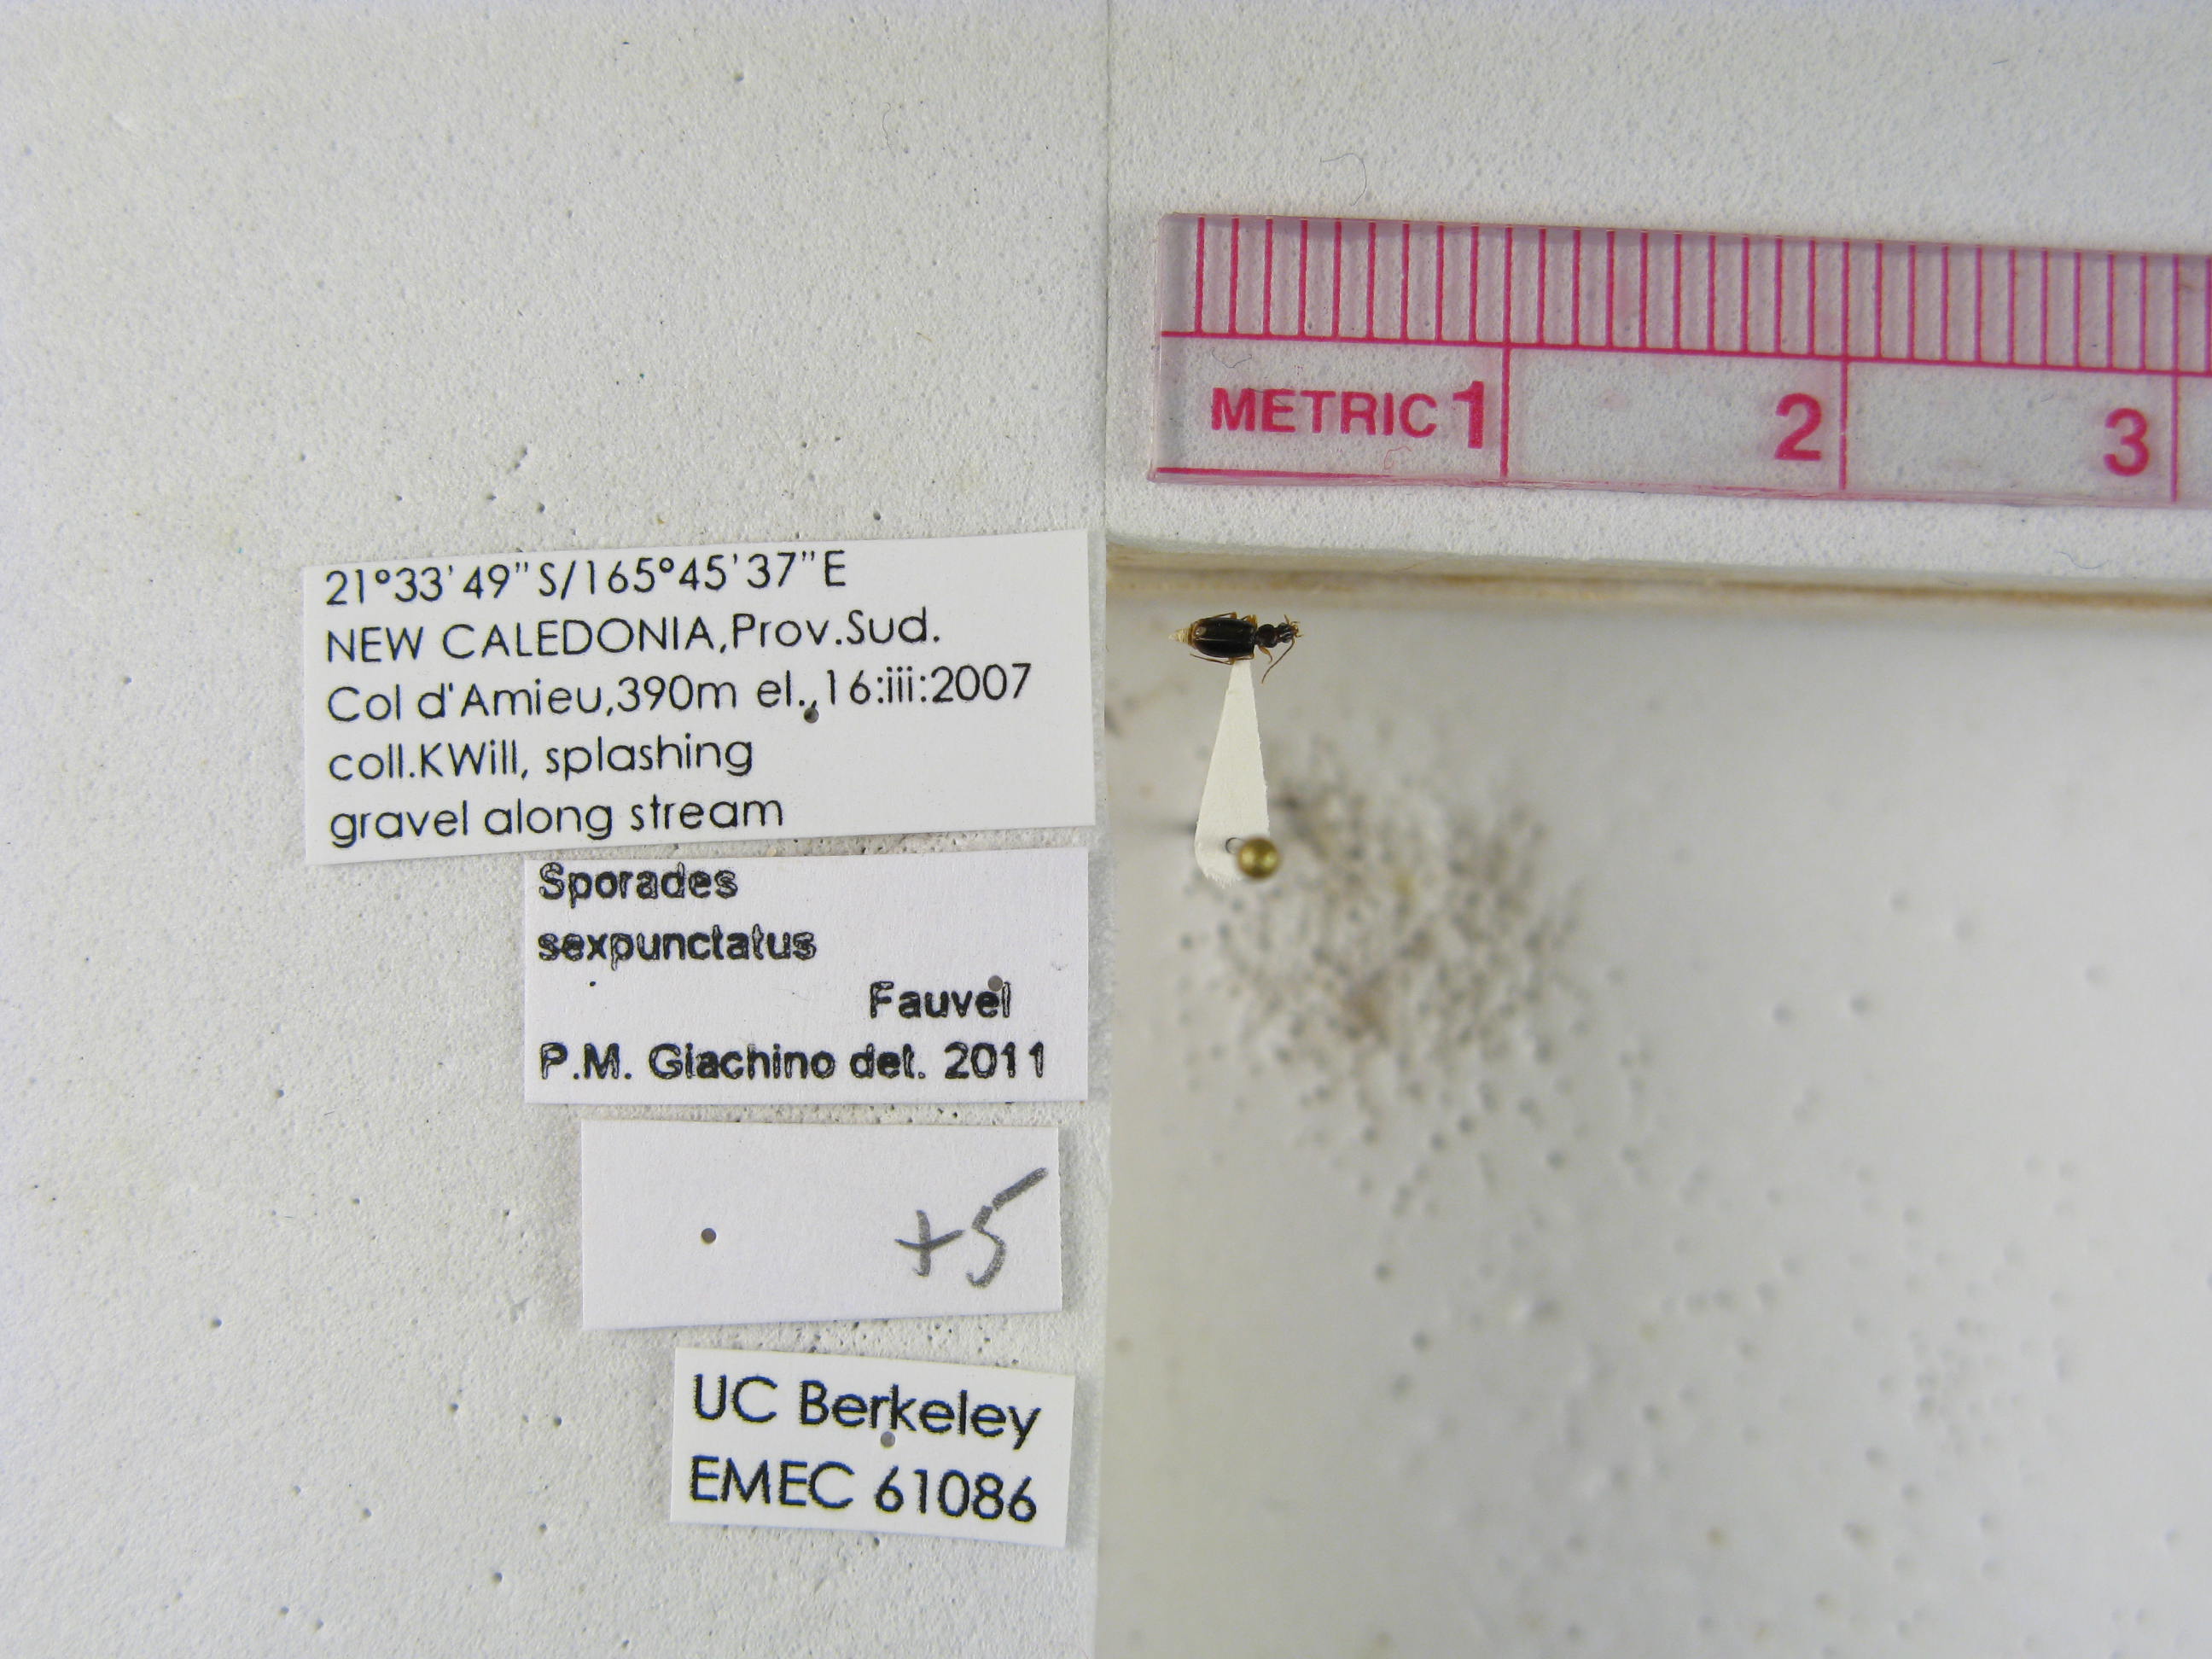 21°33'49"S/165°45'37"E
NEW CALEDONIA,Prov.Sud.
Col d'Amieu,390m el.,16:iii:2007
coll.KWill, splashing
gravel along stream
Sporades
sexpunctatus
Fauvel
P.M. Giachino det. 2011
+5
UC Berkeley
EMEC 61086
METRIC 1 2 3